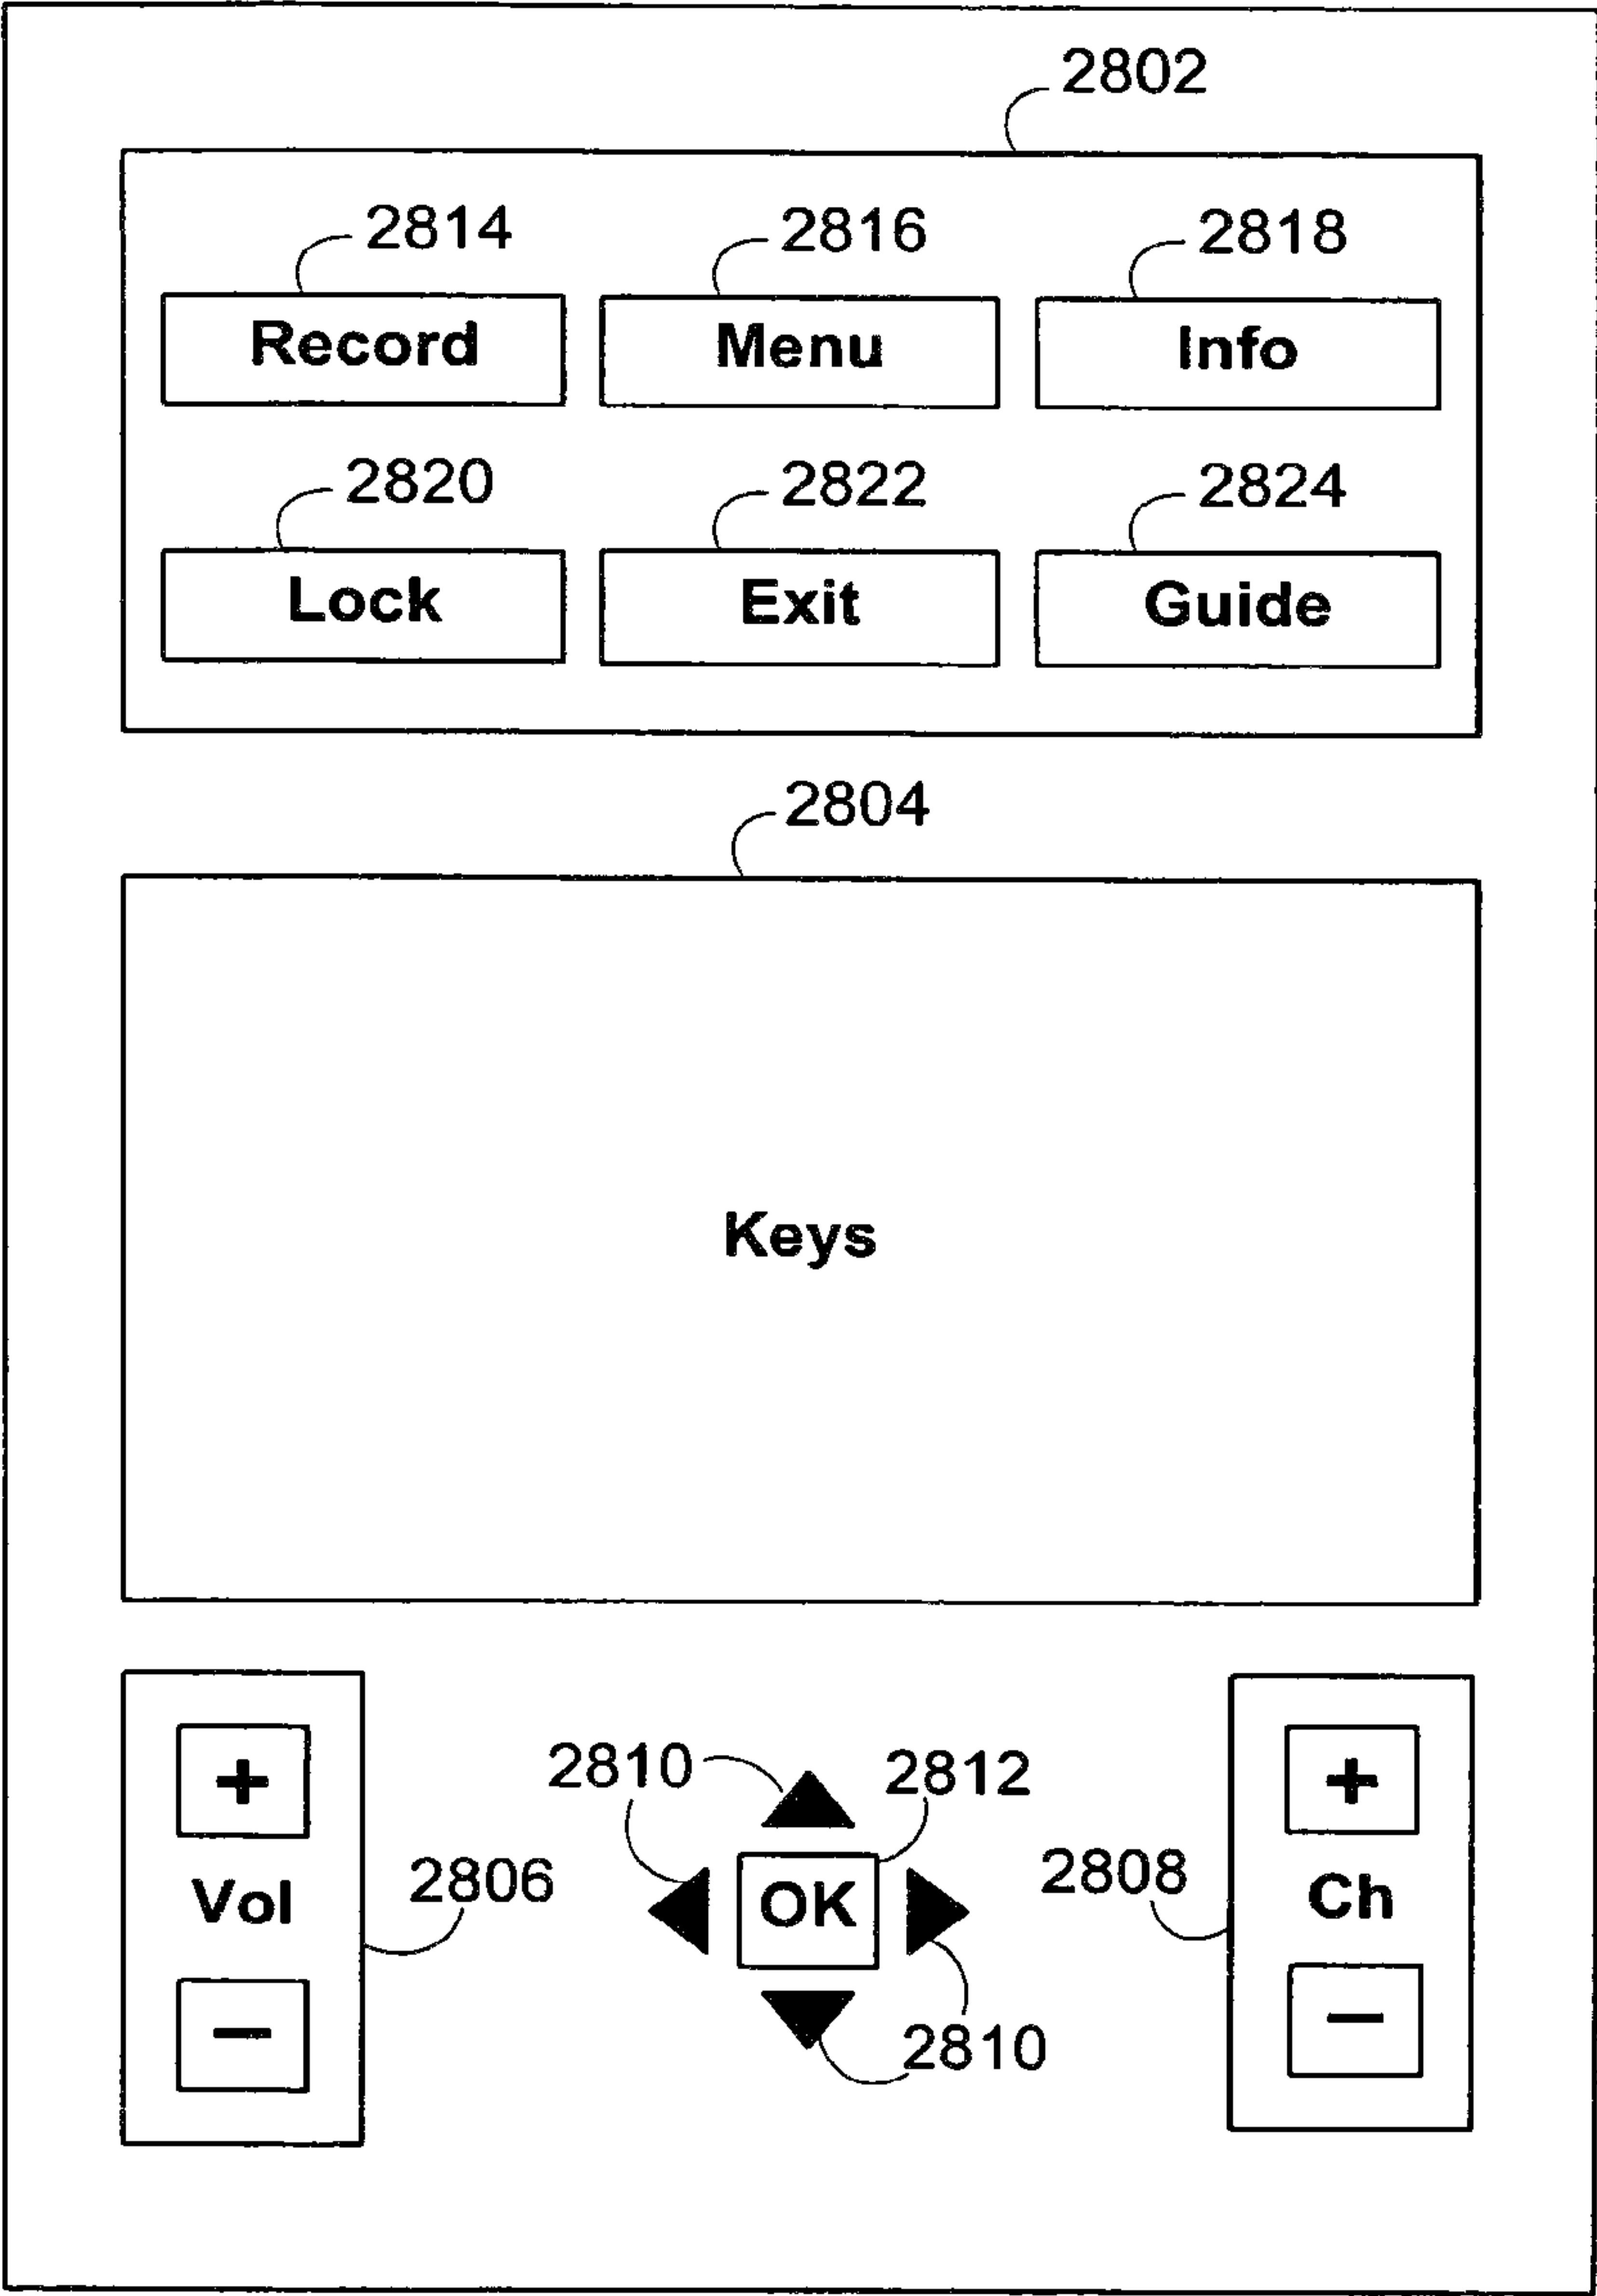 2802
2814 2816 2818
Record Menu Info
2820 2822 2824
Lock Exit Guide
2804
Keys
+ 2810 2812 +
Vol 2806 OK 2808 Ch
− 2810 −